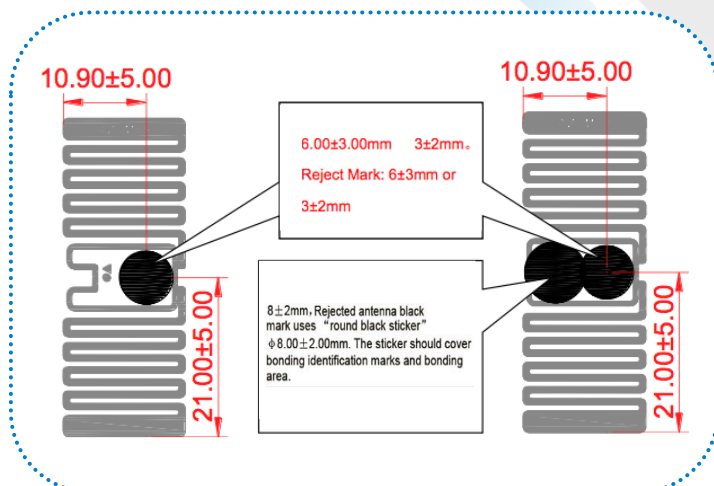 10.90±5.00
10.90±5.00
6.00±3.00mm 3±2mm。
Reject Mark: 6±3mm or
3±2mm
8±2mm, Rejected antenna black
mark uses “round black sticker”
ϕ8.00±2.00mm. The sticker should cover
bonding identification marks and bonding
area.
21.00±5.00
21.00±5.00